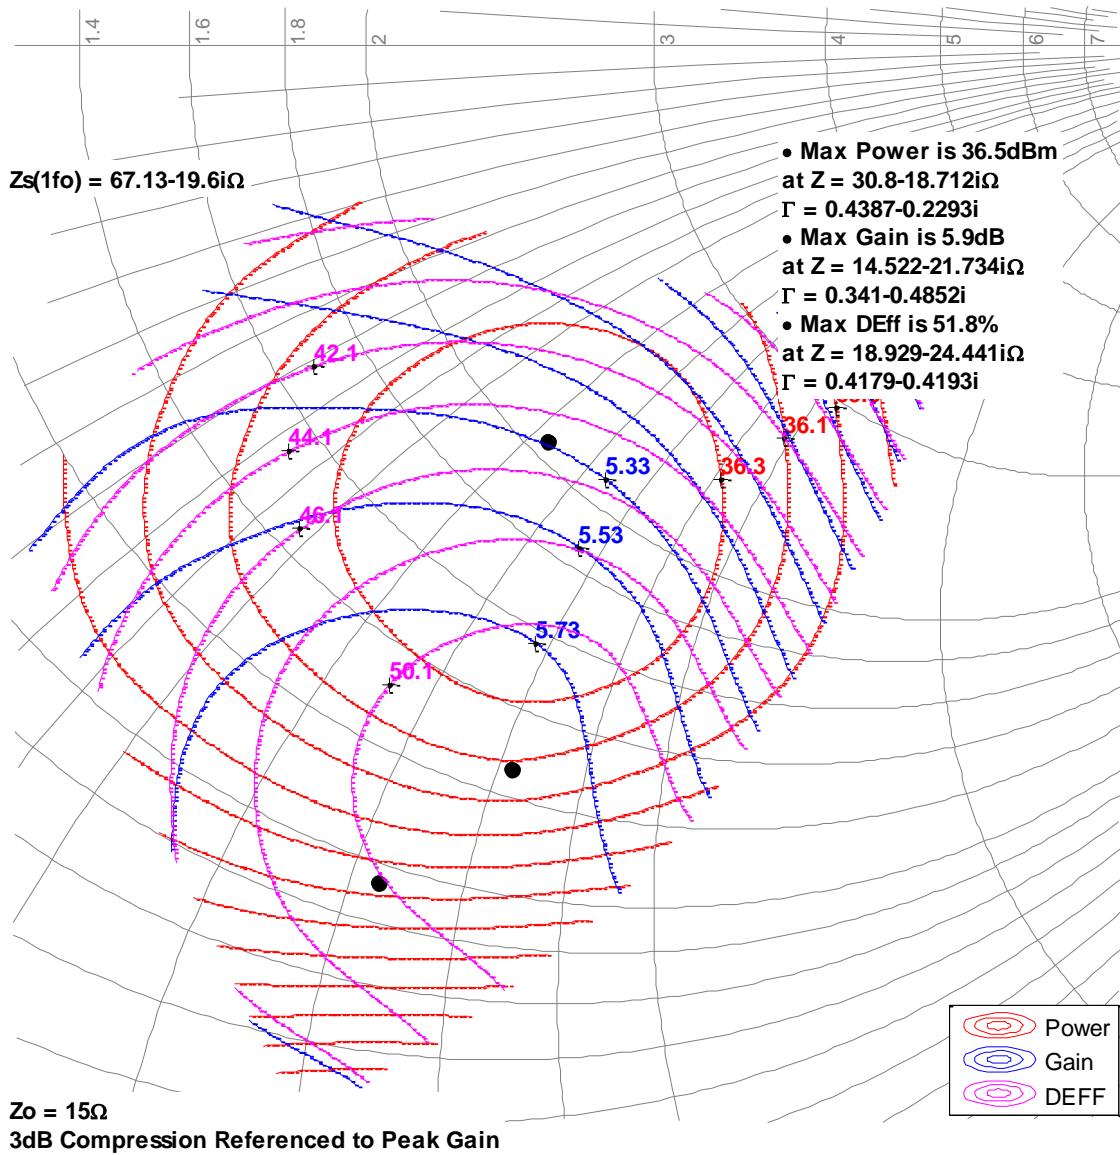 1.4
1.6
1.8
2
3
4
5
6
7
Zs(1fo) = 67.13-19.6iΩ
• Max Power is 36.5dBm
at Z = 30.8-18.712iΩ
Γ = 0.4387-0.2293i
• Max Gain is 5.9dB
at Z = 14.522-21.734iΩ
Γ = 0.341-0.4852i
• Max DEff is 51.8%
at Z = 18.929-24.441iΩ
Γ = 0.4179-0.4193i
42.1
44.1
46.1
50.1
5.33
5.53
5.73
36.3
36.1
Power
Gain
DEFF
Zo = 15Ω
3dB Compression Referenced to Peak Gain